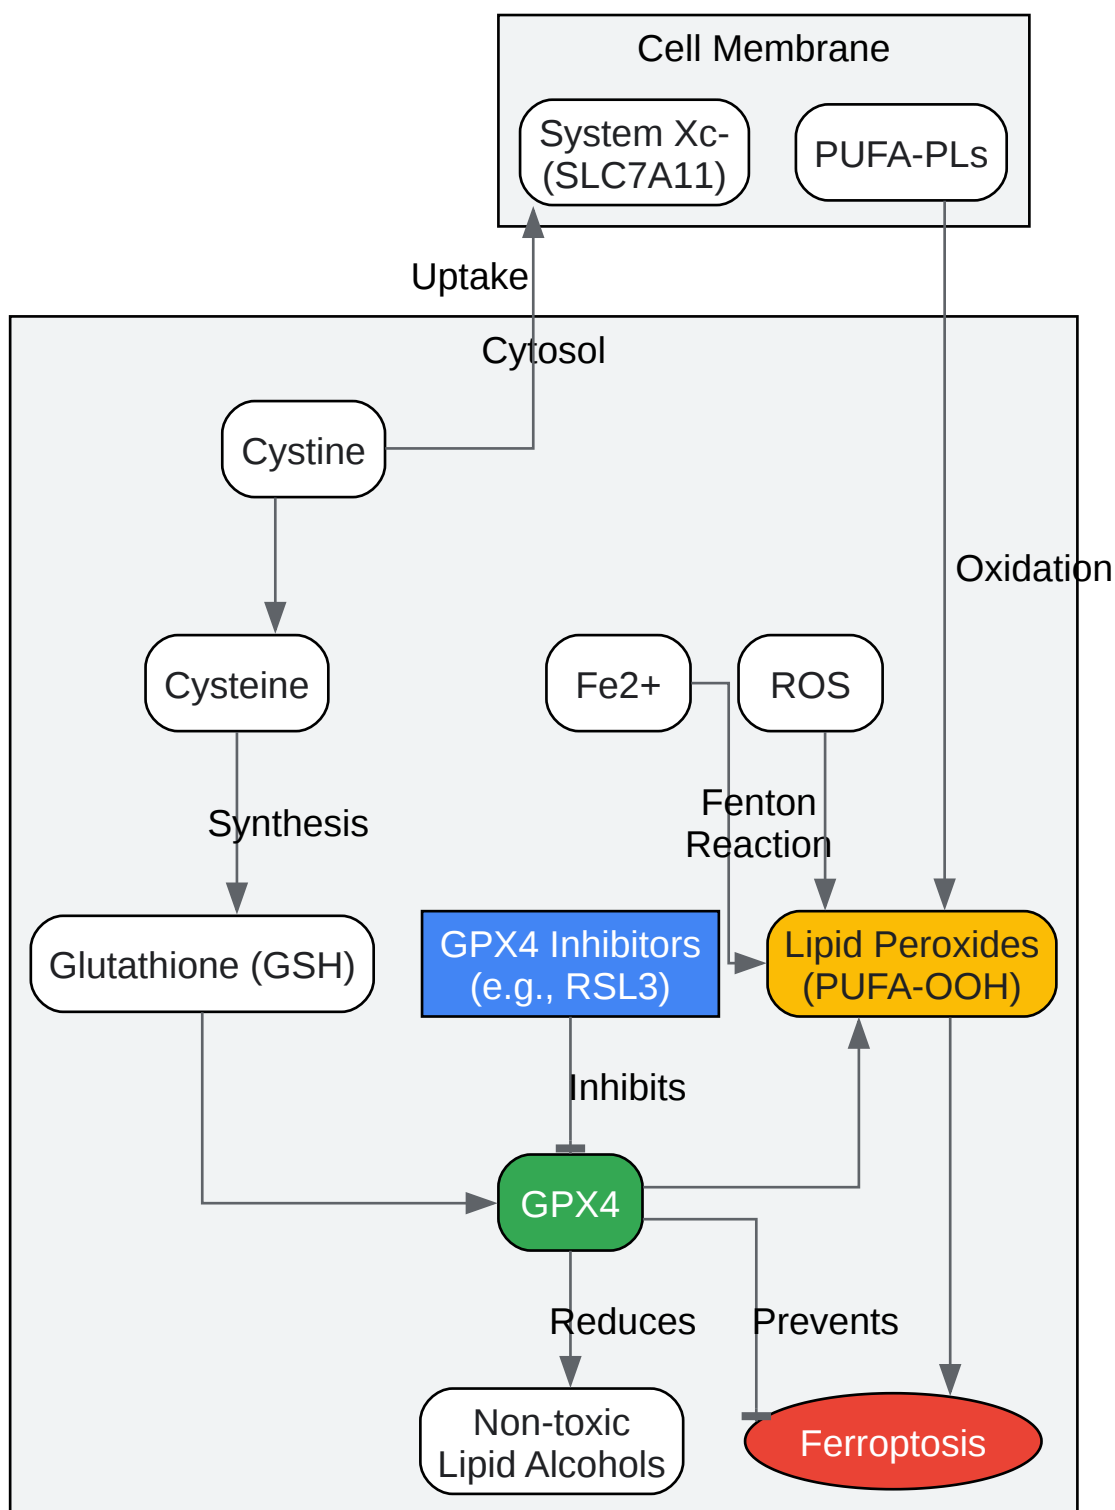 Cell Membrane
System Xc-
(SLC7A11)
PUFA-PLs
Uptake
Cytosol
Cystine
Oxidation
Cysteine
Fe2+
ROS
Synthesis
Fenton
Reaction
Glutathione (GSH)
GPX4 Inhibitors
(e.g., RSL3)
Lipid Peroxides
(PUFA-OOH)
Inhibits
GPX4
Reduces
Prevents
Non-toxic
Lipid Alcohols
Ferroptosis